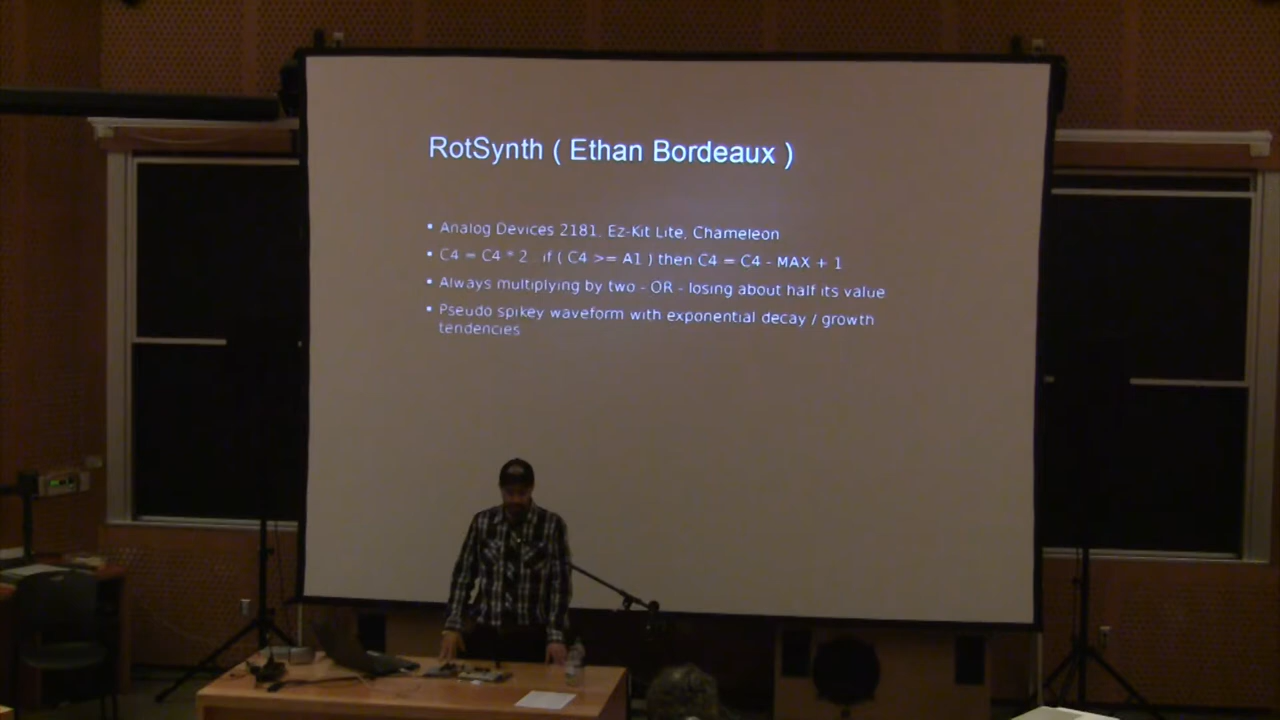 RotSynth ( Ethan Bordeaux )
Analog Devices 2181, Ez-Kit Lite, Chameleon
C4 = C4 * 2 if ( C4 >= A1 ) then C4 = C4 - MAX + 1
Always multiplying by two - OR - losing about half its value
Pseudo spikey waveform with exponential decay / growth
tendencies